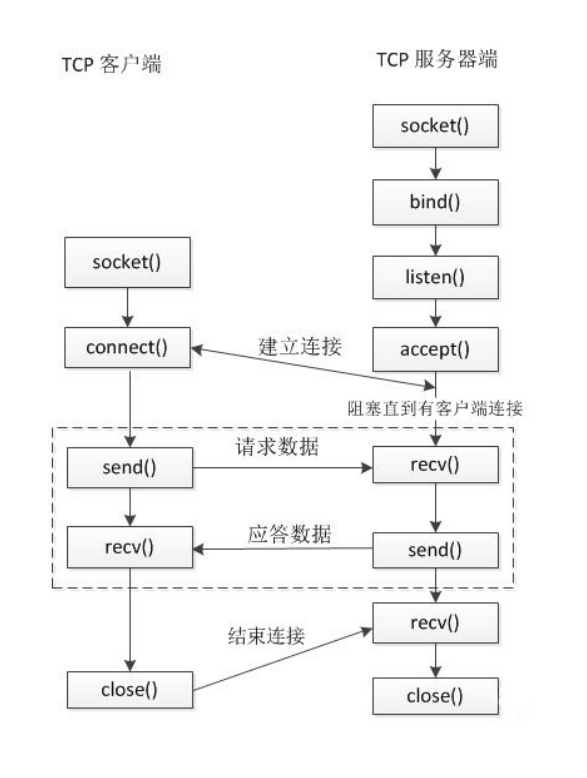 TCP 客户端
TCP 服务器端
socket()
bind()
socket()
listen()
connect()
建立连接
accept()
阻塞直到有客户端连接
send()
请求数据
recv()
recv()
应答数据
send()
结束连接
recv()
close()
close()